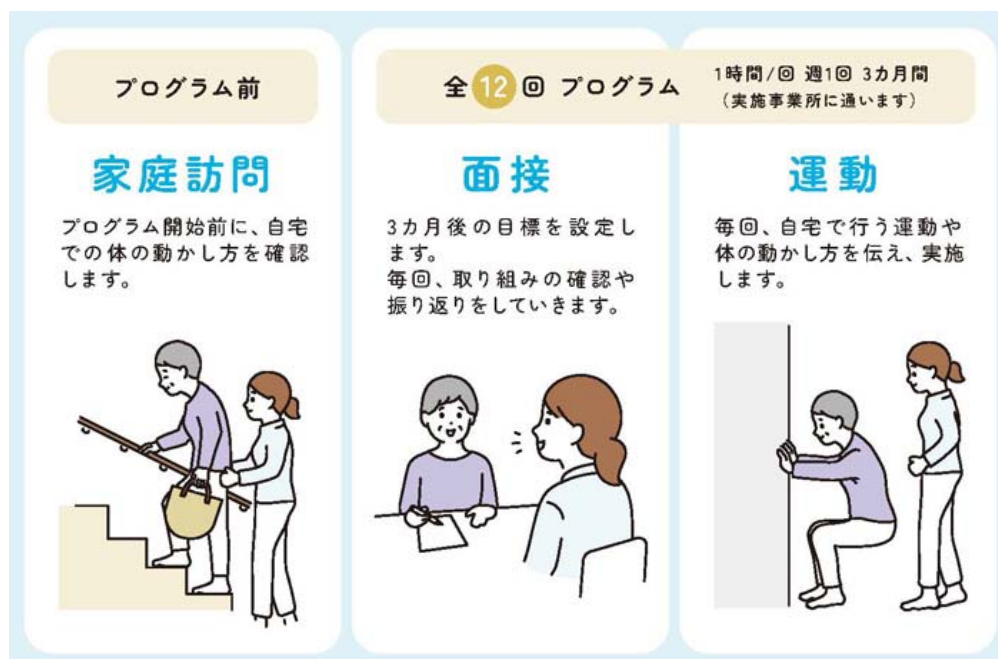 プログラム前
全12回 プログラム
1時間/回 週1回 3カ月間
（実施事業所に通います）
家庭訪問
プログラム開始前に、自宅
での体の動かし方を確認
します。
面接
3カ月後の目標を設定し
ます。
毎回、取り組みの確認や
振り返りをしていきます。
運動
毎回、自宅で行う運動や
体の動かし方を伝え、実施
します。